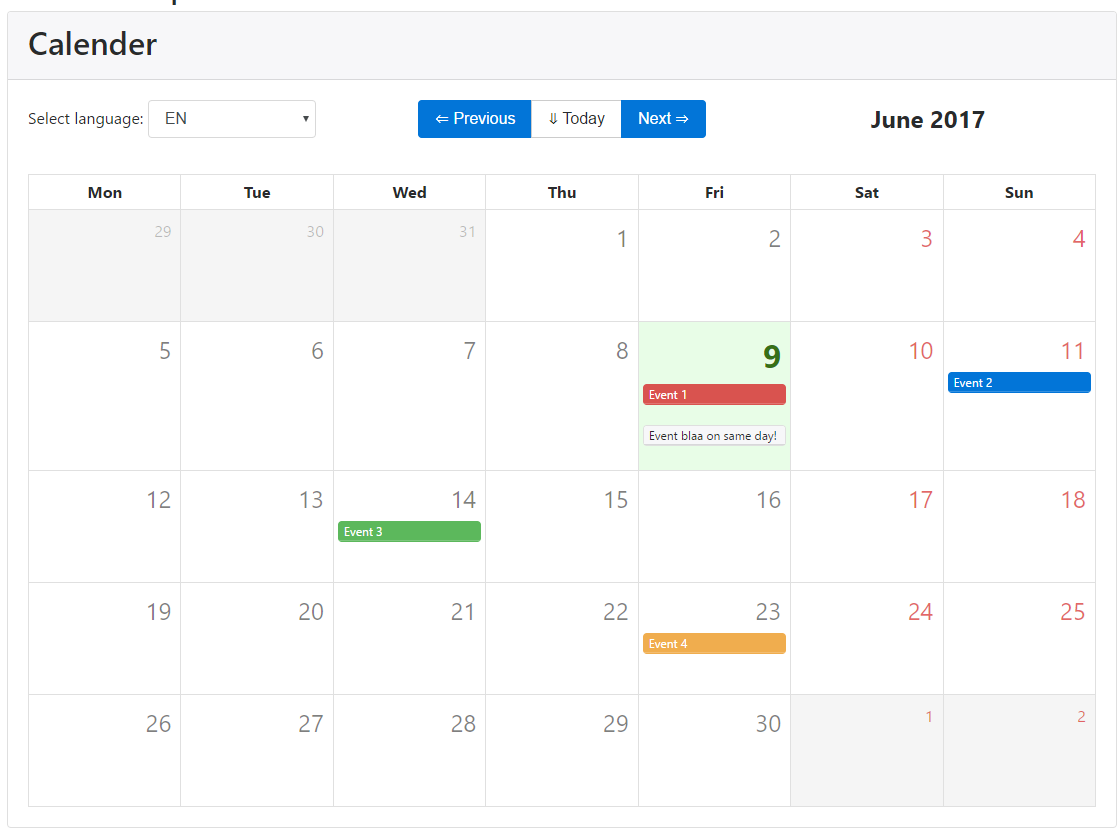 Calender
Select language: EN
⇐ Previous ⇓ Today Next ⇒
June 2017
Mon Tue Wed Thu Fri Sat Sun
29 30 31 1 2 3 4
5 6 7 8 9 10 11
Event 1
Event 2
Event blaa on same day!
12 13 14 15 16 17 18
Event 3
19 20 21 22 23 24 25
Event 4
26 27 28 29 30 1 2